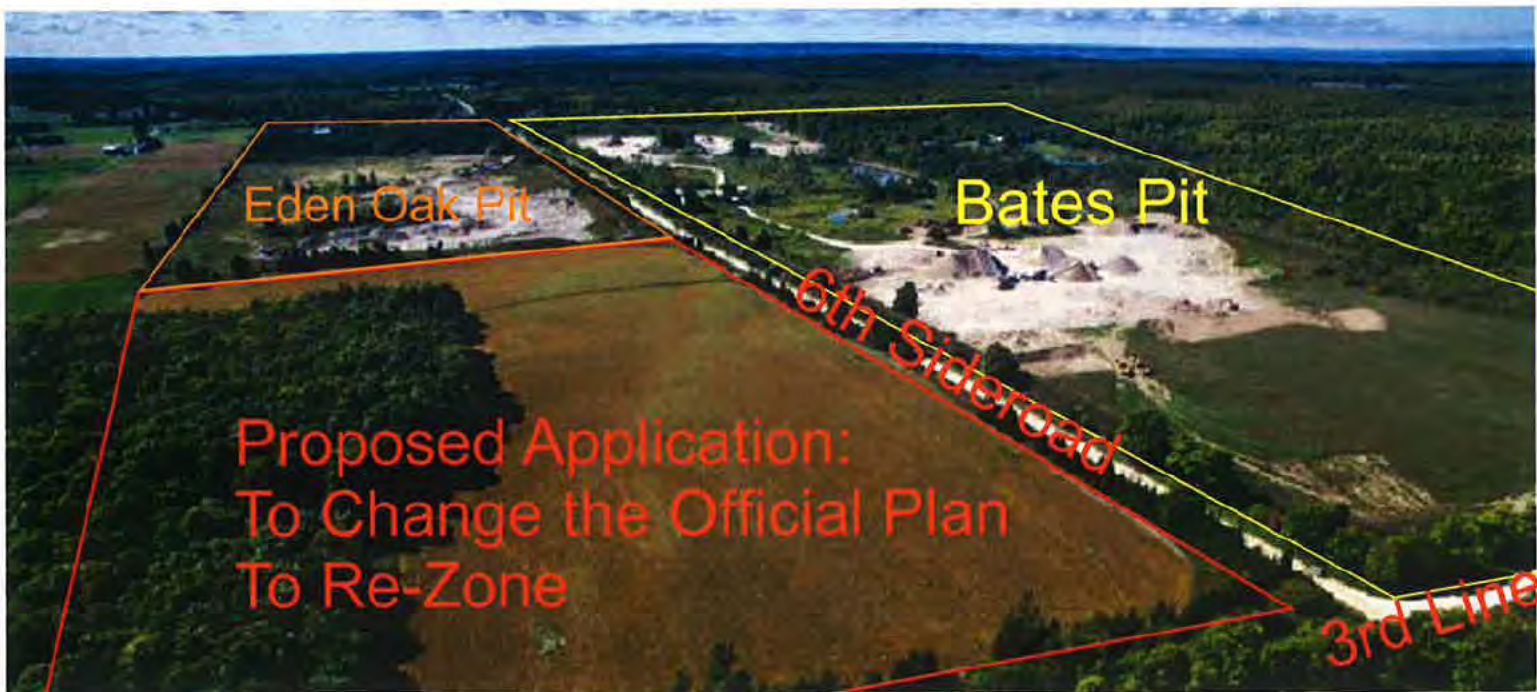 Eden Oak Pit
Bates Pit
6th Sideroad
Proposed Application:
To Change the Official Plan
To Re-Zone
3rd Line